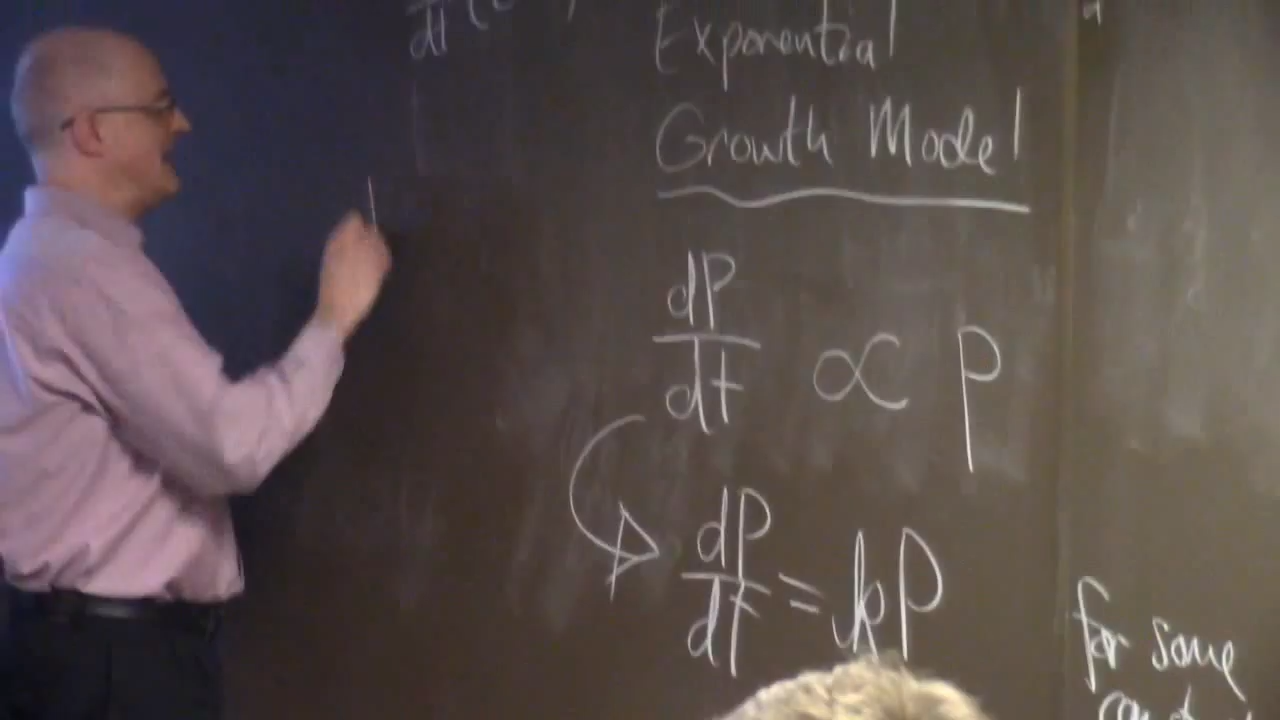 Exponential
Growth Model
dP
dt ∝ P
dP
dt = kP
for some